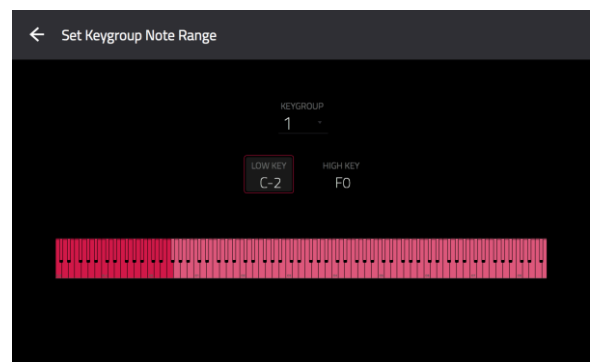 Set Keygroup Note Range
KEYGROUP
1 -
LOW KEY HIGH KEY
C-2 F0